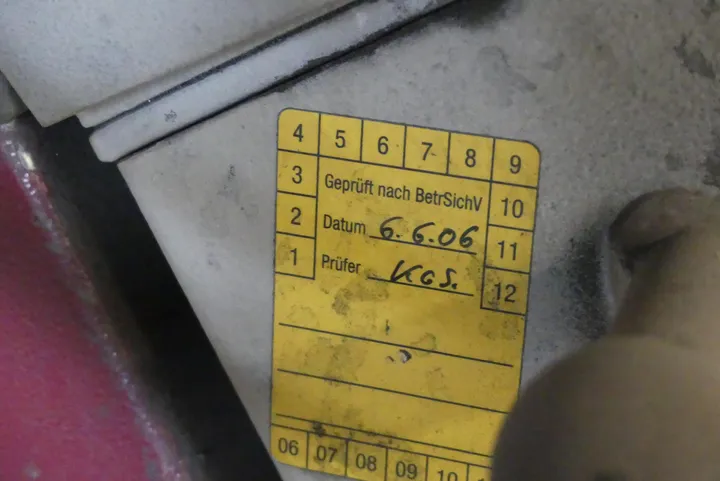 4 5 6 7 8 9
3 Geprüft nach BetrSichV 10
2 Datum 6.6.06 11
1 Prüfer KGS. 12
06 07 08 09 10